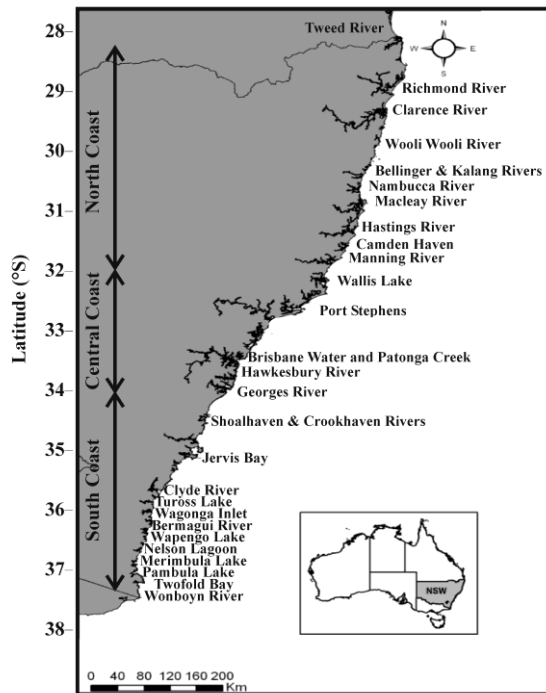 Tweed River
N
W
E
S
28
Richmond River
29
Clarence River
Wooli Wooli River
30
Bellinger & Kalang Rivers
Nambucca River
Macleay River
North Coast
31
Hastings River
Camden Haven
Manning River
32
Wallis Lake
Port Stephens
Latitude (°S)
Central Coast
33
Brisbane Water and Patonga Creek
Hawkesbury River
34
Georges River
Shoalhaven & Crookhaven Rivers
35
Jervis Bay
South Coast
Clyde River
Tuross Lake
36
Wagonga Inlet
Bermagui River
Wapengo Lake
Nelson Lagoon
37
Merimbula Lake
Pambula Lake
Twofold Bay
Wonboyn River
38
NSW
0 40 80 120 160 200
Km